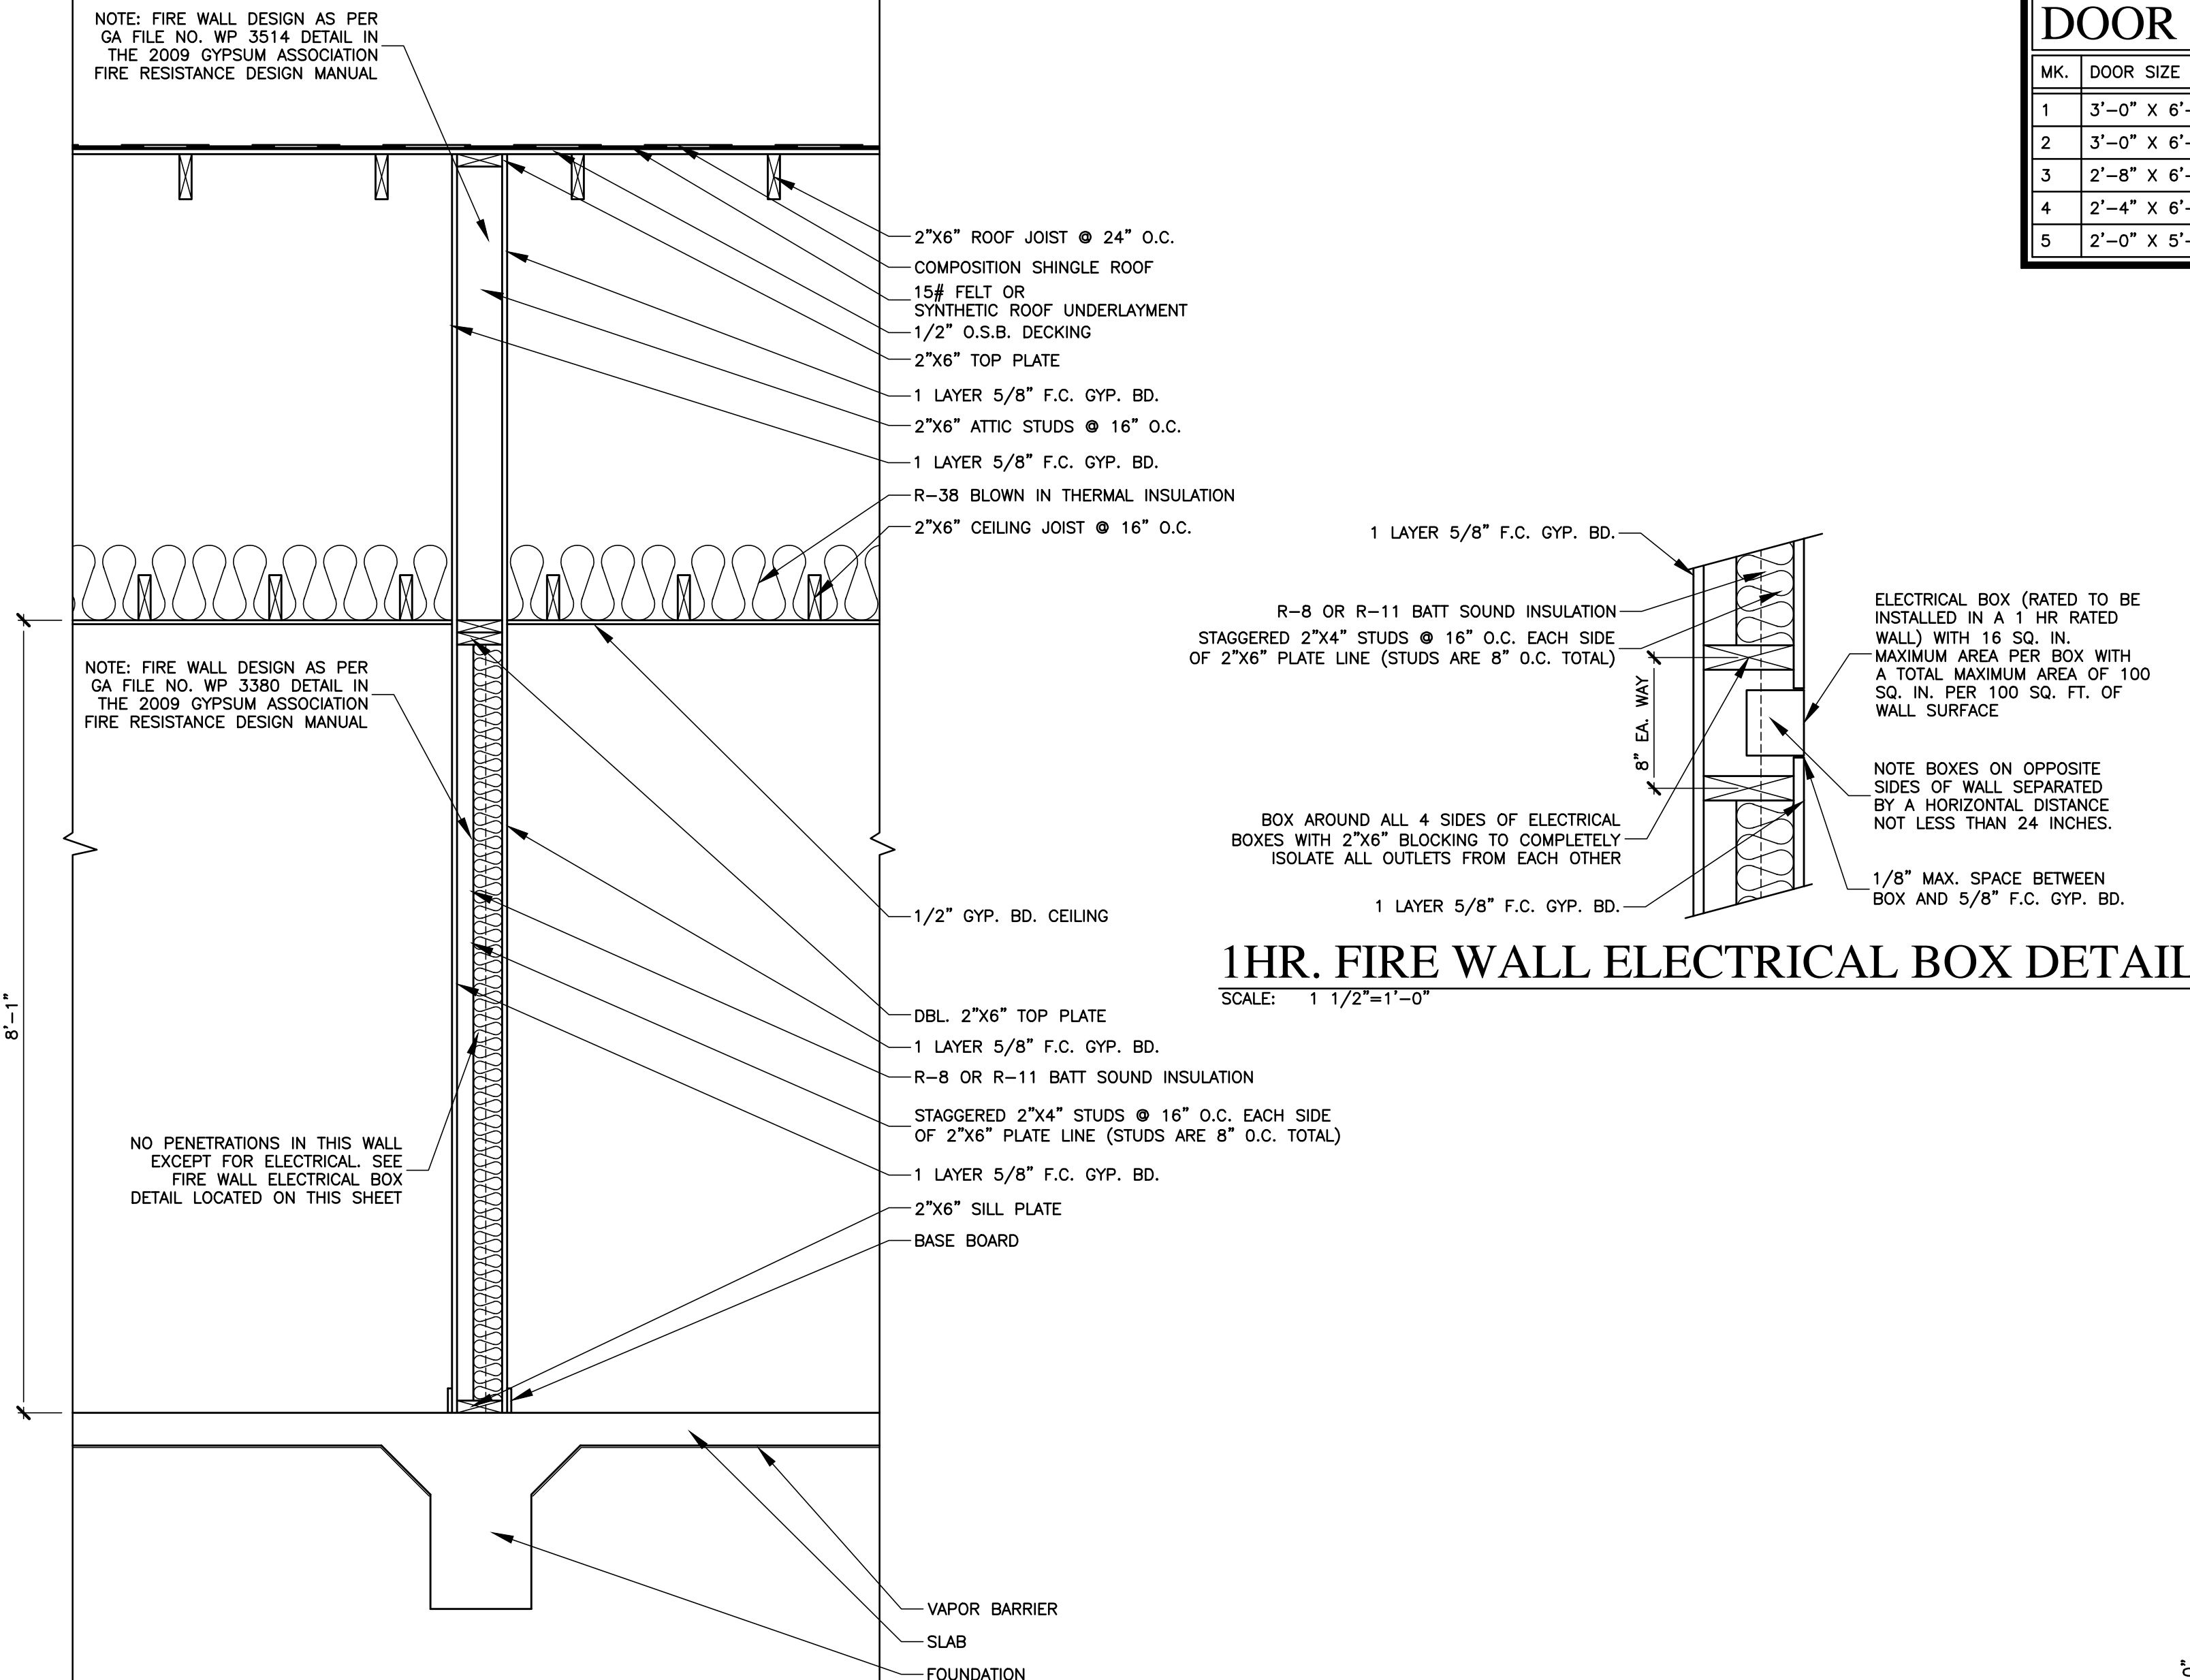 NOTE: FIRE WALL DESIGN AS PER
GA FILE NO. WP 3514 DETAIL IN
THE 2009 GYPSUM ASSOCIATION
FIRE RESISTANCE DESIGN MANUAL
2"X6" ROOF JOIST @ 24" O.C.
COMPOSITION SHINGLE ROOF
15# FELT OR
SYNTHETIC ROOF UNDERLAYMENT
1/2" O.S.B. DECKING
2"X6" TOP PLATE
1 LAYER 5/8" F.C. GYP. BD.
2"X6" ATTIC STUDS @ 16" O.C.
1 LAYER 5/8" F.C. GYP. BD.
R-38 BLOWN IN THERMAL INSULATION
2"X6" CEILING JOIST @ 16" O.C.
NOTE: FIRE WALL DESIGN AS PER
GA FILE NO. WP 3380 DETAIL IN
THE 2009 GYPSUM ASSOCIATION
FIRE RESISTANCE DESIGN MANUAL
8'-1"
NO PENETRATIONS IN THIS WALL
EXCEPT FOR ELECTRICAL. SEE
FIRE WALL ELECTRICAL BOX
DETAIL LOCATED ON THIS SHEET
1/2" GYP. BD. CEILING
DBL. 2"X6" TOP PLATE
1 LAYER 5/8" F.C. GYP. BD.
R-8 OR R-11 BATT SOUND INSULATION
STAGGERED 2"X4" STUDS @ 16" O.C. EACH SIDE
OF 2"X6" PLATE LINE (STUDS ARE 8" O.C. TOTAL)
1 LAYER 5/8" F.C. GYP. BD.
2"X6" SILL PLATE
BASE BOARD
VAPOR BARRIER
SLAB
FOUNDATION
1 LAYER 5/8" F.C. GYP. BD.
R-8 OR R-11 BATT SOUND INSULATION
STAGGERED 2"X4" STUDS @ 16" O.C. EACH SIDE
OF 2"X6" PLATE LINE (STUDS ARE 8" O.C. TOTAL)
8" EA. WAY
BOX AROUND ALL 4 SIDES OF ELECTRICAL
BOXES WITH 2"X6" BLOCKING TO COMPLETELY
ISOLATE ALL OUTLETS FROM EACH OTHER
1 LAYER 5/8" F.C. GYP. BD.
ELECTRICAL BOX (RATED TO BE
INSTALLED IN A 1 HR RATED
WALL) WITH 16 SQ. IN.
MAXIMUM AREA PER BOX WITH
A TOTAL MAXIMUM AREA OF 100
SQ. IN. PER 100 SQ. FT. OF
WALL SURFACE
NOTE BOXES ON OPPOSITE
SIDES OF WALL SEPARATED
BY A HORIZONTAL DISTANCE
NOT LESS THAN 24 INCHES.
1/8" MAX. SPACE BETWEEN
BOX AND 5/8" F.C. GYP. BD.
1HR. FIRE WALL ELECTRICAL BOX DETAIL
SCALE: 1 1/2"=1'-0"
DOOR
MK. DOOR SIZE
1 3'-0" X 6'-
2 3'-0" X 6'-
3 2'-8" X 6'-
4 2'-4" X 6'-
5 2'-0" X 5'-